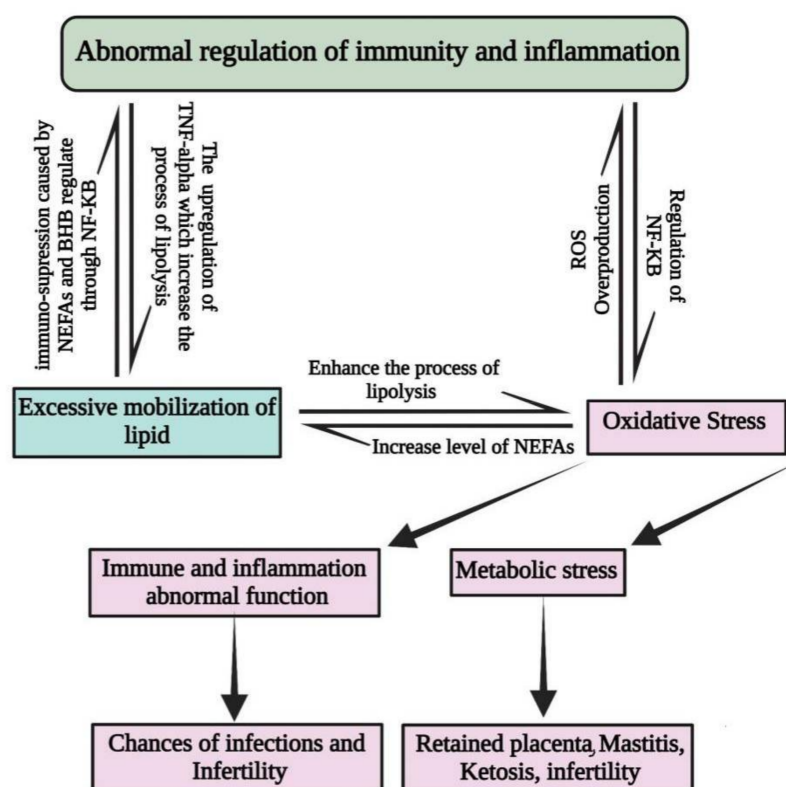 Abnormal regulation of immunity and inflammation
immuno-supression caused by
NEFAs and BHB regulate
through NF-KB
The upregulation of
TNF-alpha which increase the
process of lipolysis
ROS
Overproduction
Regulation of
NF-KB
Enhance the process of
lipolysis
Excessive mobilization of
lipid
Increase level of NEFAs
Oxidative Stress
Immune and inflammation
abnormal function
Metabolic stress
Chances of infections and
Infertility
Retained placenta, Mastitis,
Ketosis, infertility